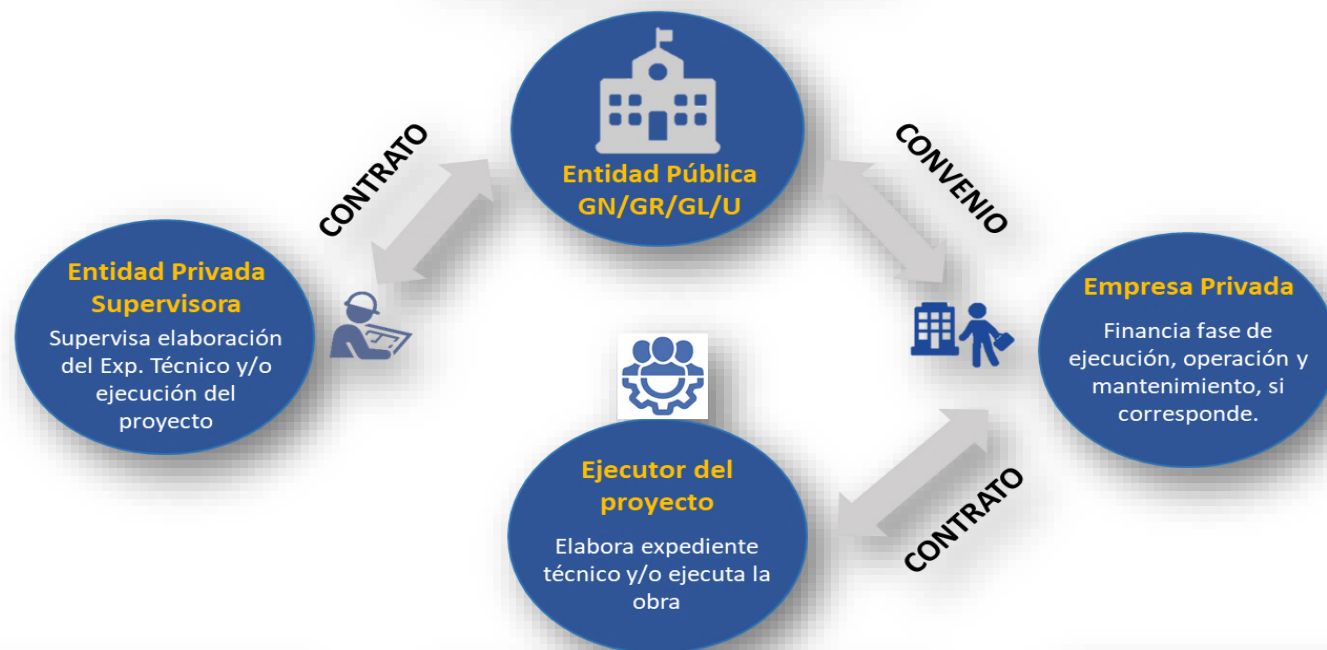 Entidad Pública
GN/GR/GL/U
CONTRATO
CONVENIO
Entidad Privada
Supervisora
Supervisa elaboración
del Exp. Técnico y/o
ejecución del
proyecto
Empresa Privada
Financia fase de
ejecución, operación y
mantenimiento, si
corresponde.
Ejecutor del
proyecto
Elabora expediente
técnico y/o ejecuta la
obra
CONTRATO